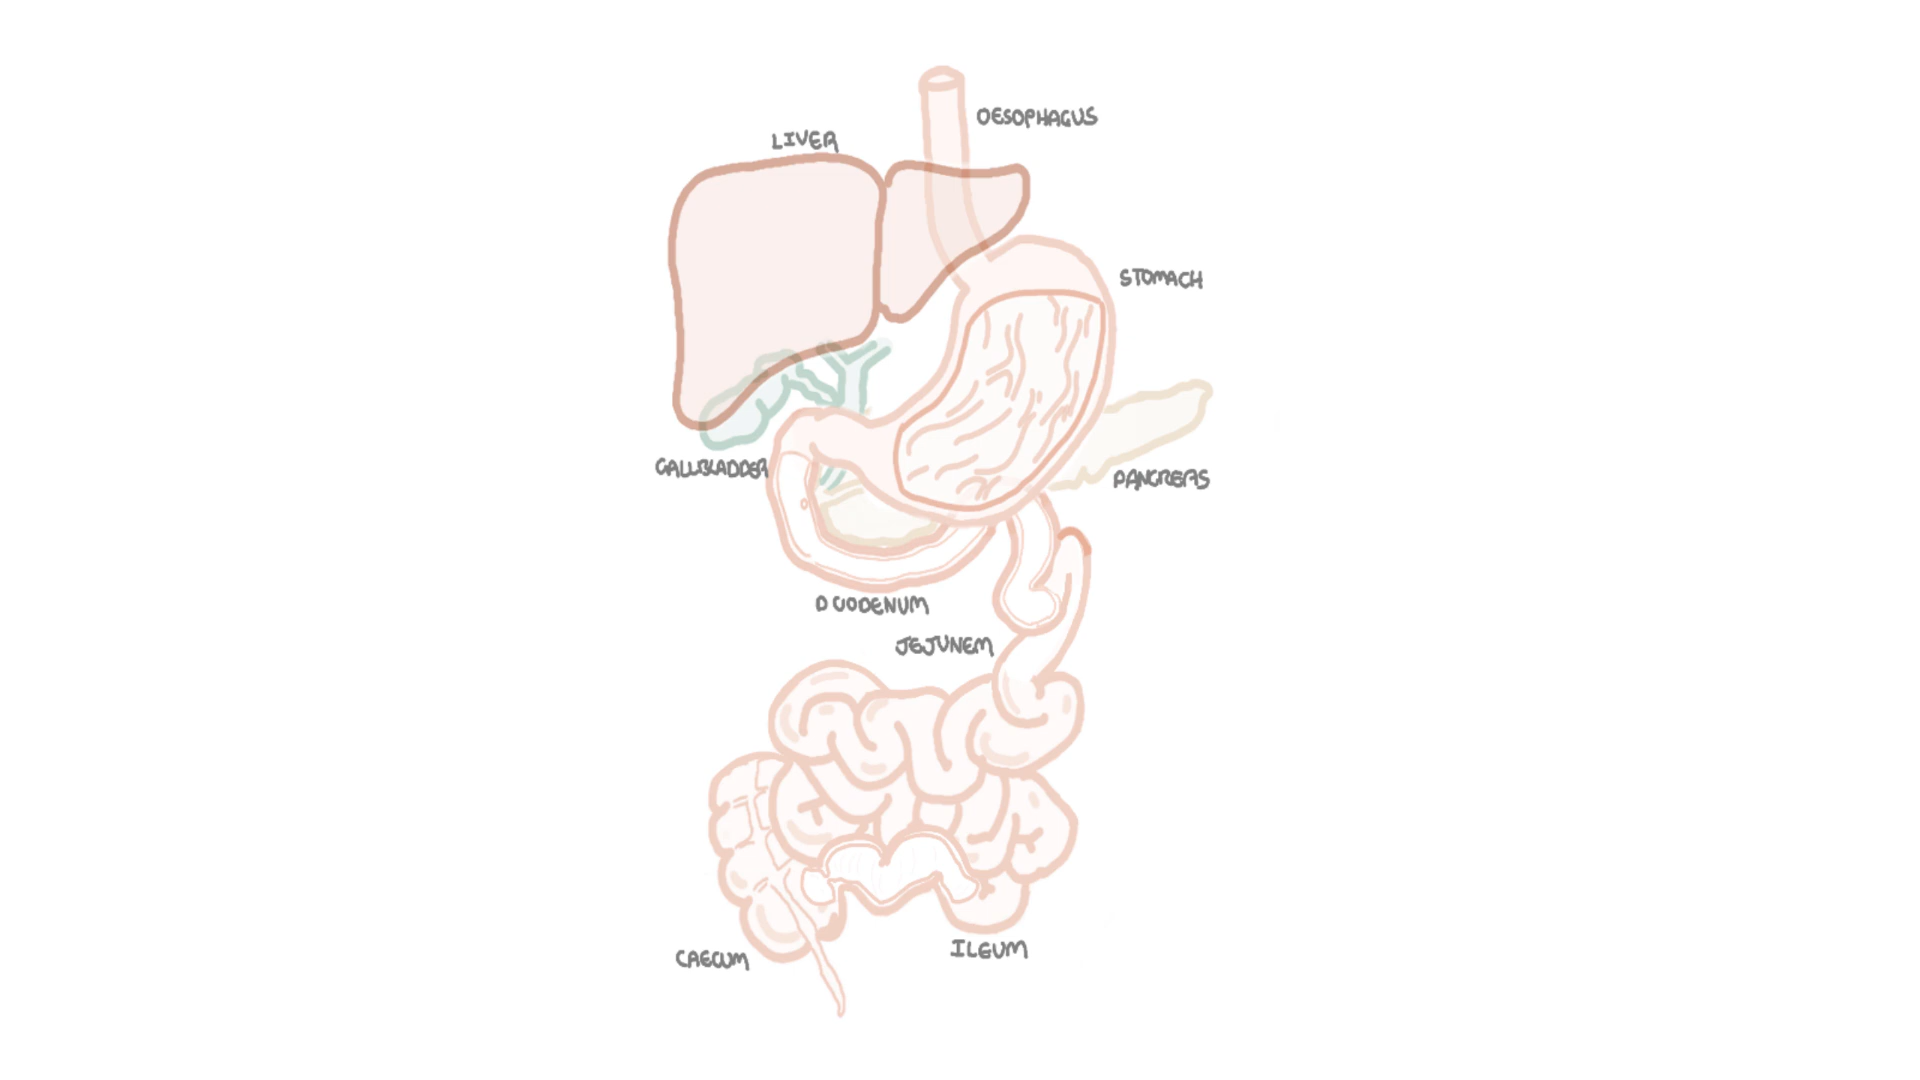 OESOPHAGUS
LIVER
STOMACH
GALLBLADDER
PANCREAS
DUODENUM
JEJUNEM
CAECUM
ILEUM